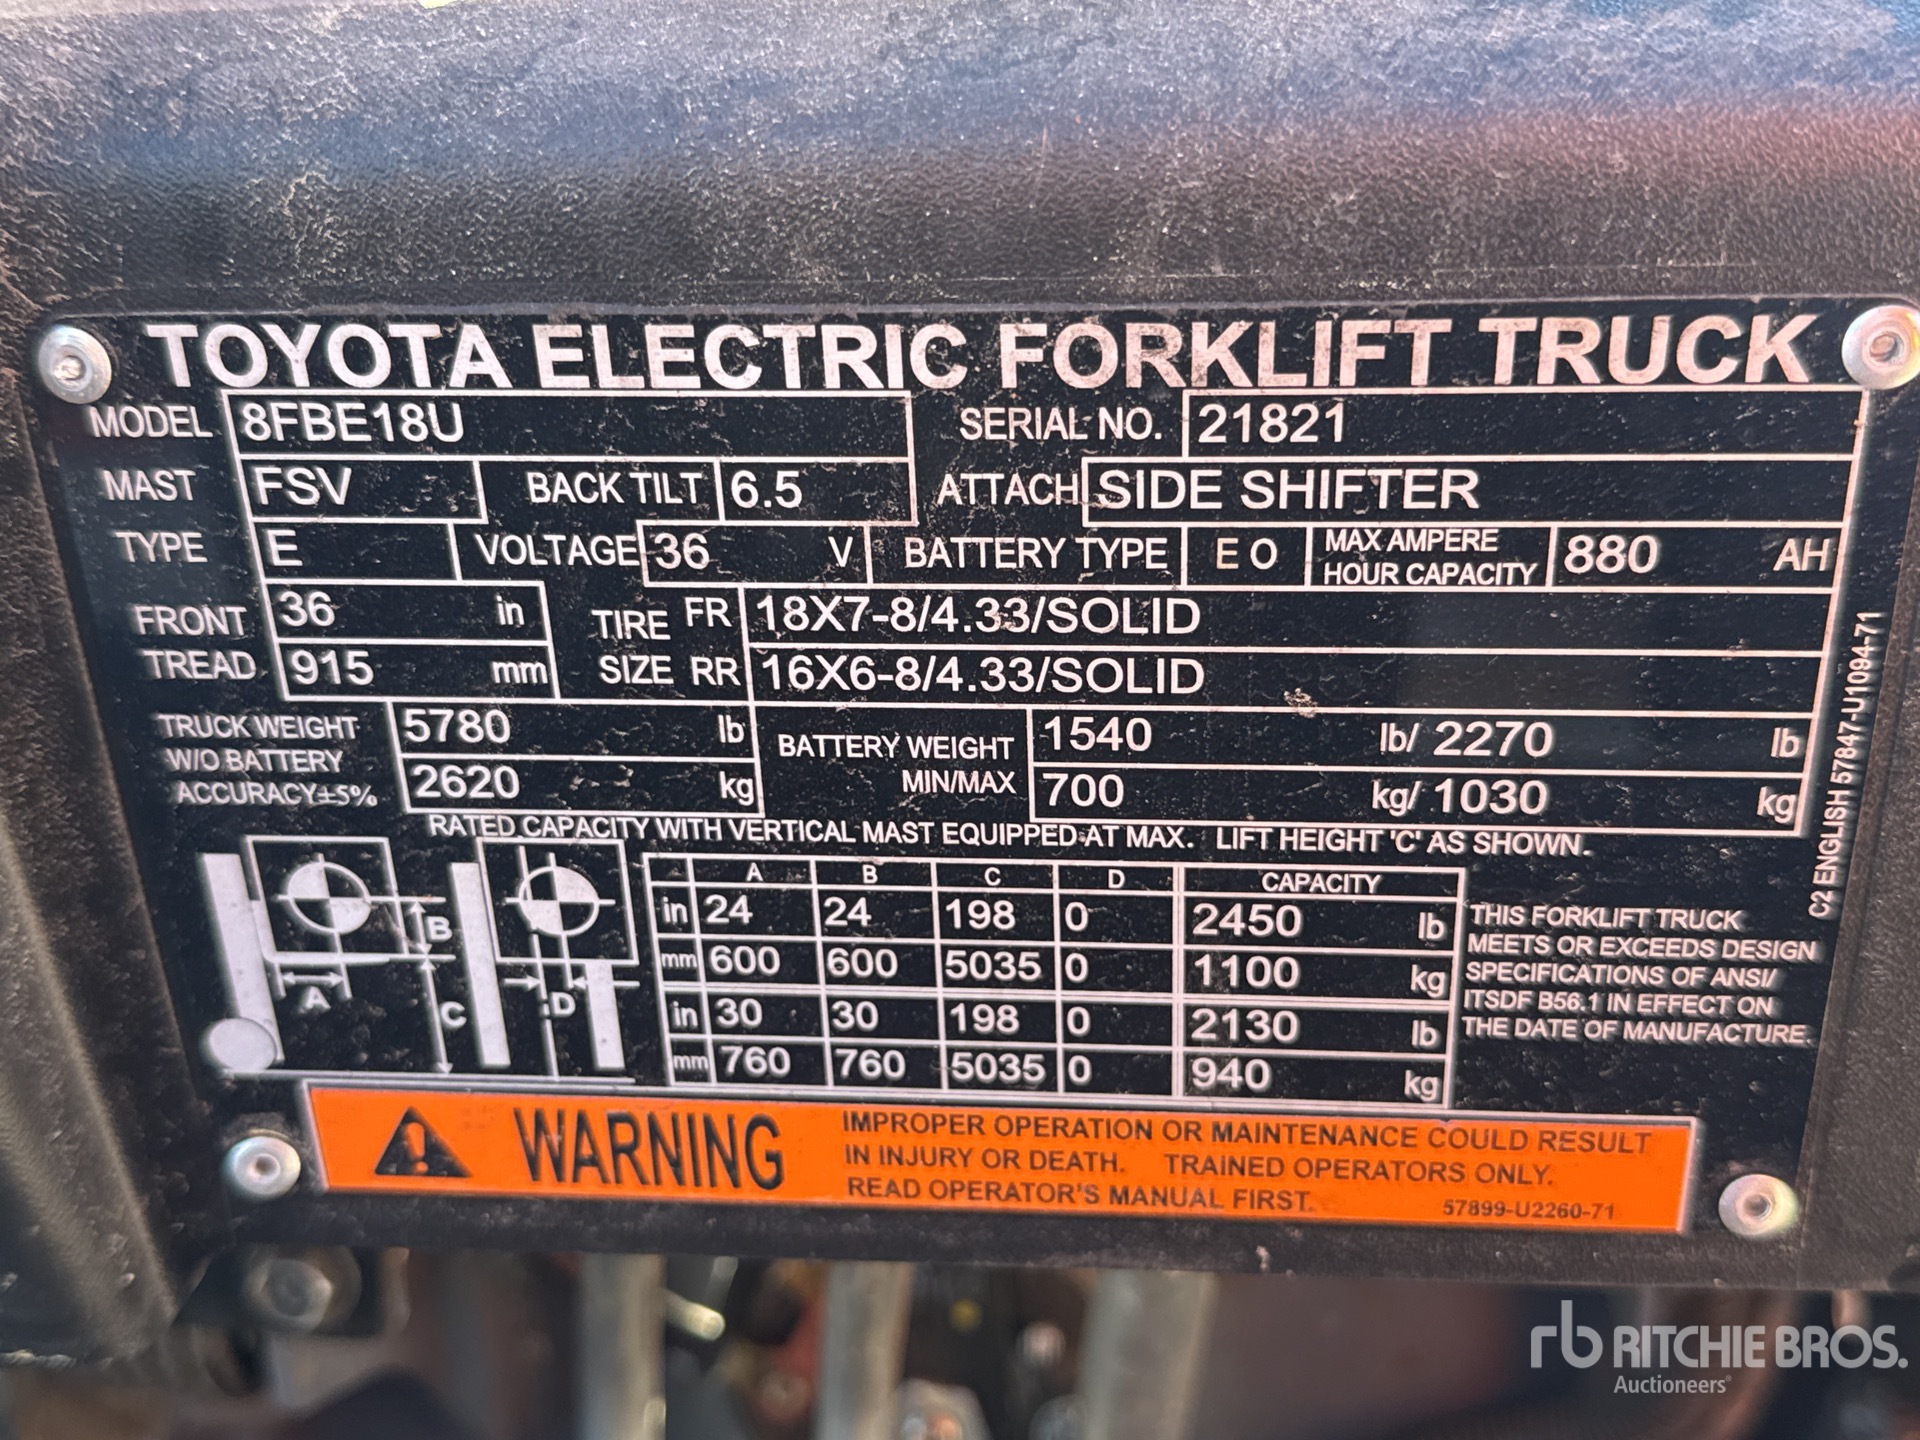 TOYOTA ELECTRIC FORKLIFT TRUCK
MODEL 8FBE18U SERIAL NO. 21821
MAST FSV BACK TILT 6.5 ATTACH SIDE SHIFTER
TYPE E VOLTAGE 36 V BATTERY TYPE E O MAX AMPERE HOUR CAPACITY 880 AH
FRONT TREAD 36 in TIRE SIZE FR 18X7-8/4.33/SOLID
915 mm RR 16X6-8/4.33/SOLID
TRUCK WEIGHT W/O BATTERY ACCURACY±5% 5780 lb BATTERY WEIGHT MIN/MAX 1540 lb/ 2270 lb
2620 kg 700 kg/ 1030 kg
RATED CAPACITY WITH VERTICAL MAST EQUIPPED AT MAX. LIFT HEIGHT 'C' AS SHOWN.
A B C D CAPACITY
in 24 24 198 0 2450 lb
mm 600 600 5035 0 1100 kg
in 30 30 198 0 2130 lb
mm 760 760 5035 0 940 kg
A B C D
THIS FORKLIFT TRUCK
MEETS OR EXCEEDS DESIGN
SPECIFICATIONS OF ANSI/
ITSDF B56.1 IN EFFECT ON
THE DATE OF MANUFACTURE.
C2 ENGLISH 57847-U1094-71
WARNING
IMPROPER OPERATION OR MAINTENANCE COULD RESULT
IN INJURY OR DEATH. TRAINED OPERATORS ONLY.
READ OPERATOR'S MANUAL FIRST.
57899-U2260-71
rb RITCHIE BROS.
Auctioneers®